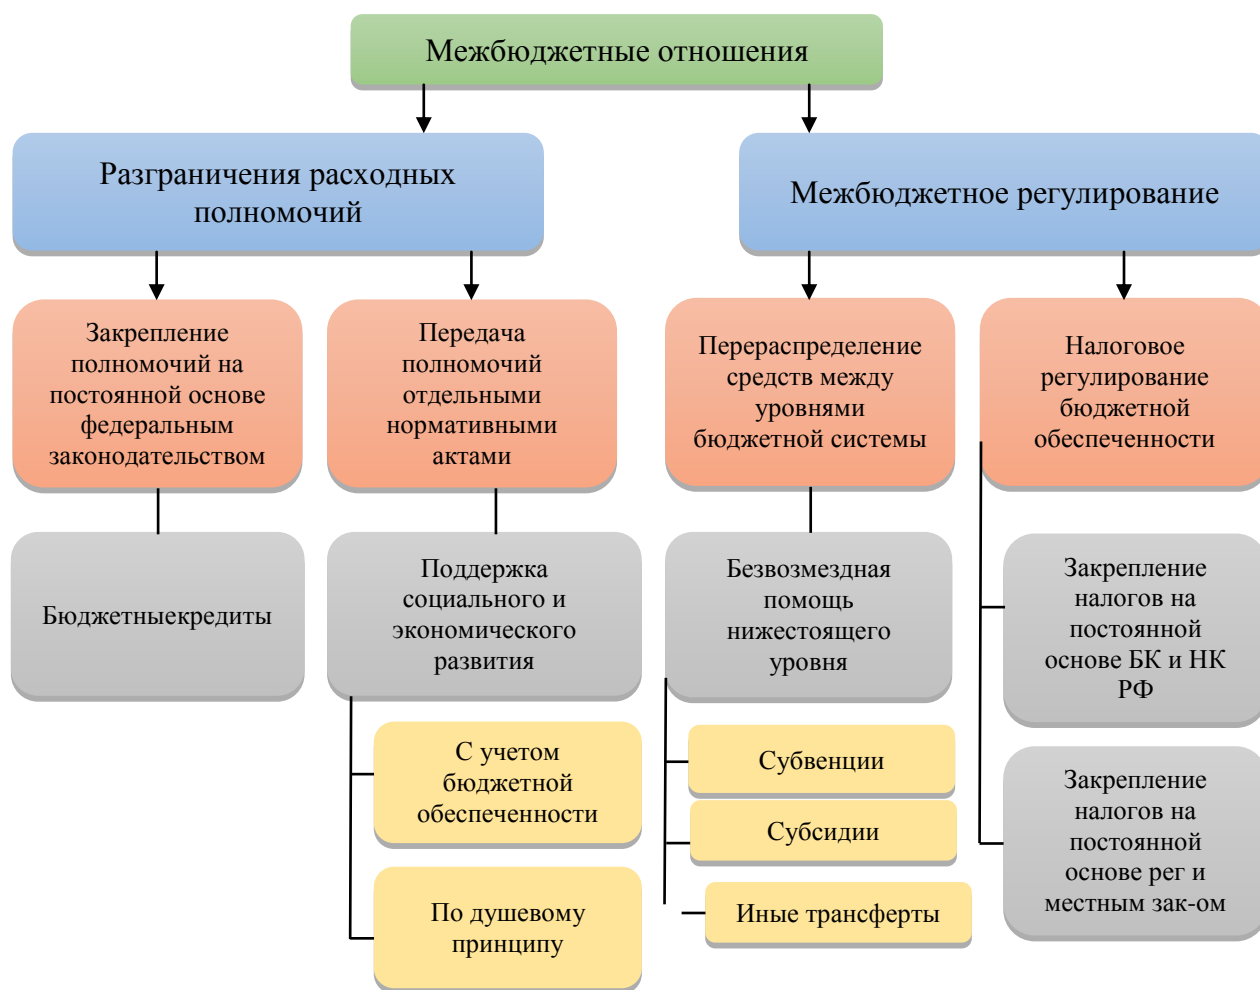 Межбюджетные отношения
Разграничения расходных
полномочий
Межбюджетное регулирование
Закрепление
полномочий на
постоянной основе
федеральным
законодательством
Передача
полномочий
отдельными
нормативными
актами
Перераспределение
средств между
уровнями
бюджетной системы
Налоговое
регулирование
бюджетной
обеспеченности
Бюджетныекредиты
Поддержка
социального и
экономического
развития
Безвозмездная
помощь
нижестоящего
уровня
Закрепление
налогов на
постоянной
основе БК и НК
РФ
С учетом
бюджетной
обеспеченности
По душевому
принципу
Субвенции
Субсидии
Иные трансферты
Закрепление
налогов на
постоянной
основе рег и
местным зак-ом